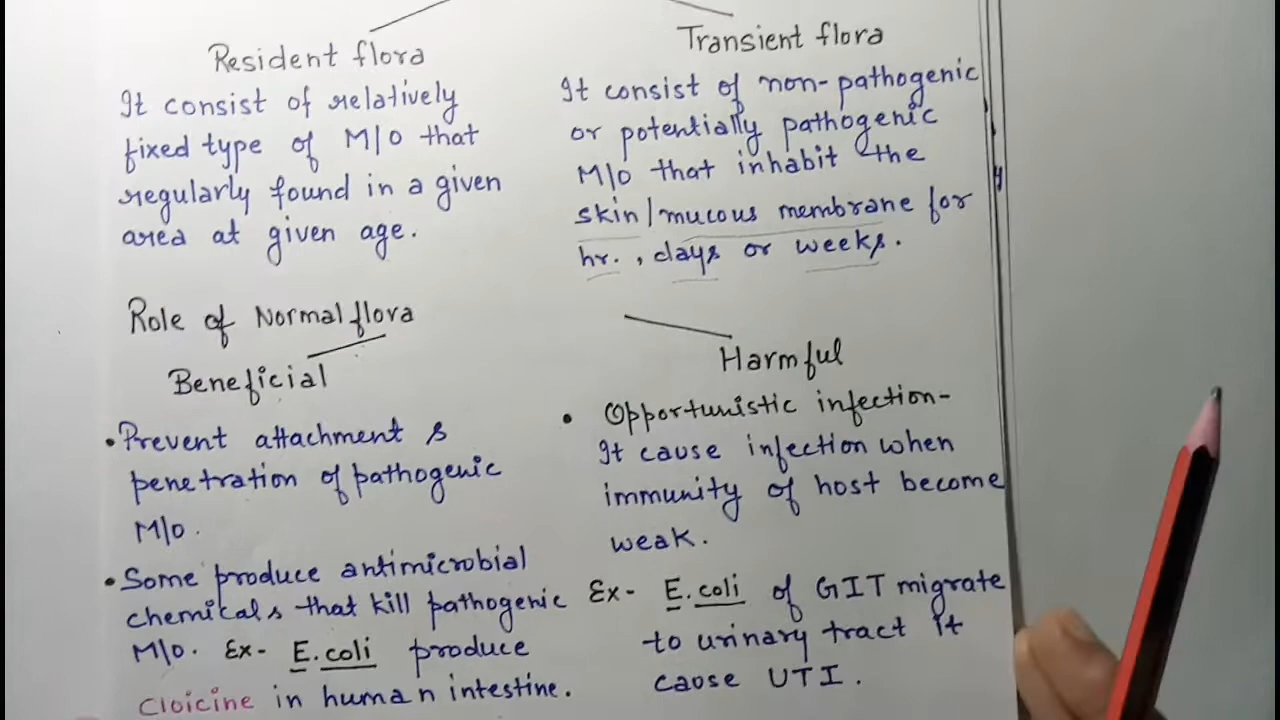 Resident flora
It consist of relatively
fixed type of M/O that
regularly found in a given
area at given age.
Transient flora
It consist of non-pathogenic
or potentially pathogenic
M/O that inhabit the
skin/mucous membrane for
hr., days or weeks.
Role of Normal flora
Beneficial
• Prevent attachment &
penetration of pathogenic
M/O.
• Some produce antimicrobial
chemicals that kill pathogenic
M/O. Ex- E.coli produce
Cloicine in human intestine.
Harmful
• Opportunistic infection-
It cause infection when
immunity of host become
weak.
Ex- E.coli of GIT migrate
to urinary tract it
cause UTI.